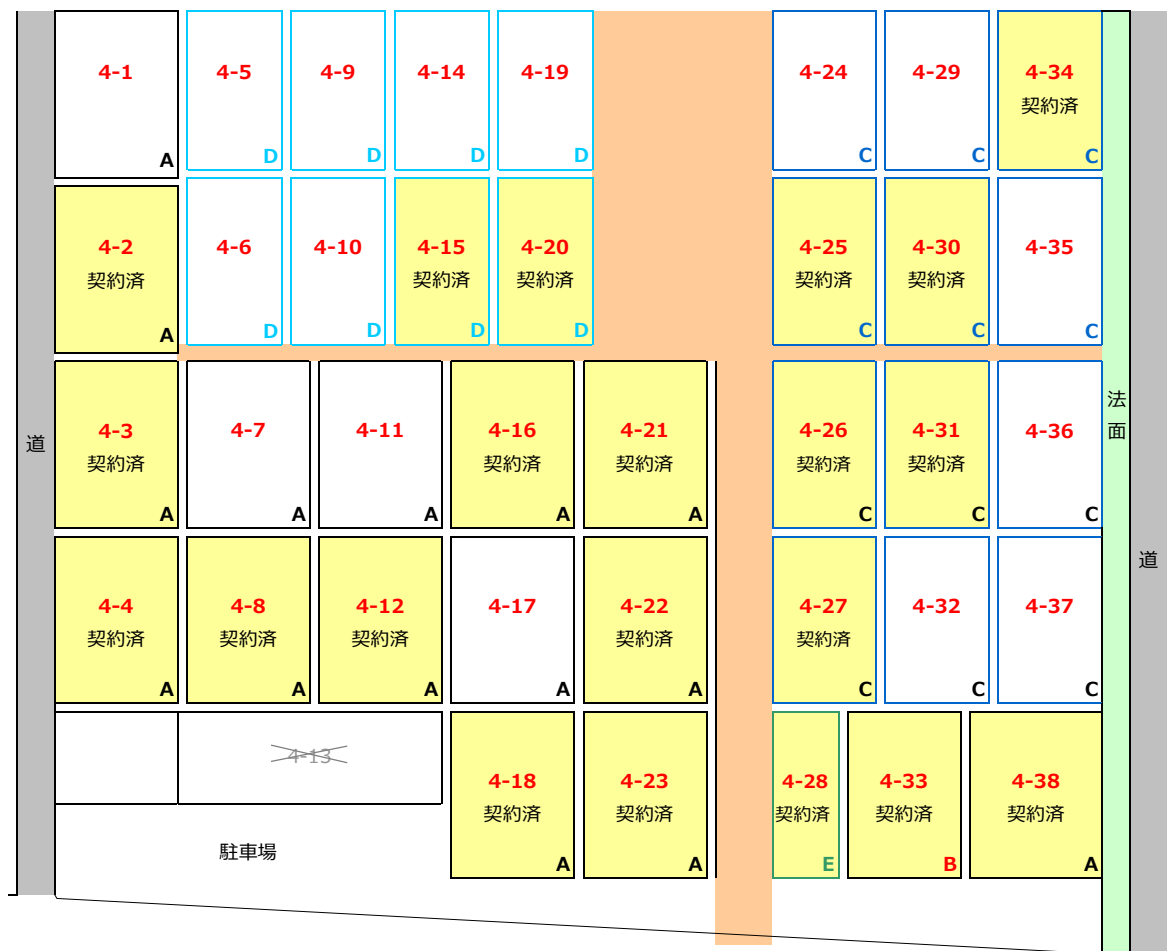 4-1
A
4-5
D
4-9
D
4-14
D
4-19
D
4-24
C
4-29
C
4-34
契約済
C
4-2
契約済
A
4-6
D
4-10
D
4-15
契約済
D
4-20
契約済
D
4-25
契約済
C
4-30
契約済
C
4-35
C
道
4-3
契約済
A
4-7
A
4-11
A
4-16
契約済
A
4-21
契約済
A
4-26
契約済
C
4-31
契約済
C
4-36
C
法
面
4-4
契約済
A
4-8
契約済
A
4-12
契約済
A
4-17
A
4-22
契約済
A
4-27
契約済
C
4-32
C
4-37
C
道
4-13
4-18
契約済
A
4-23
契約済
A
4-28
契約済
E
4-33
契約済
B
4-38
契約済
A
駐車場